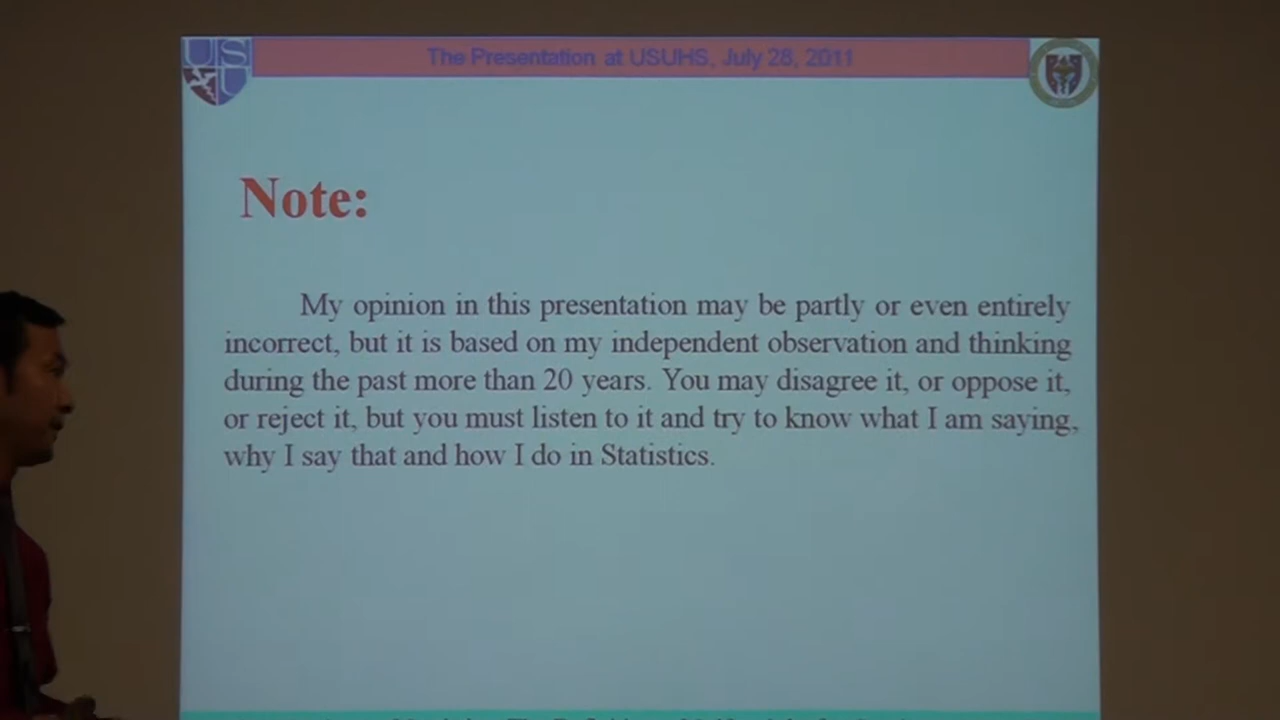 The Presentation at USUHS, July 28, 2011
USU
Note:
My opinion in this presentation may be partly or even entirely
incorrect, but it is based on my independent observation and thinking
during the past more than 20 years. You may disagree it, or oppose it,
or reject it, but you must listen to it and try to know what I am saying,
why I say that and how I do in Statistics.